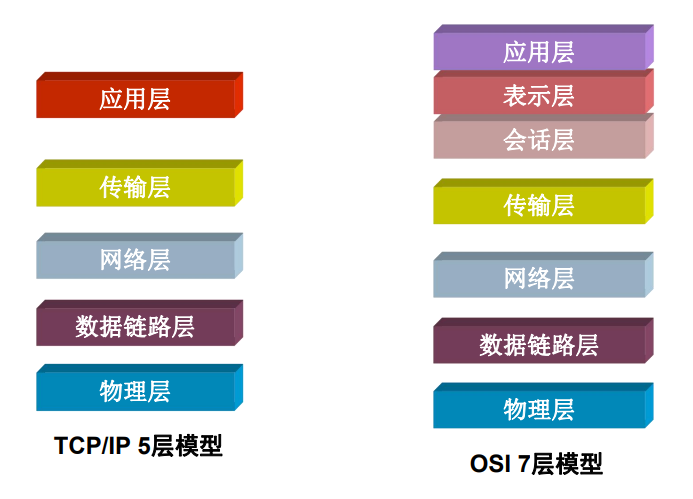 应用层
传输层
网络层
数据链路层
物理层
TCP/IP 5层模型
应用层
表示层
会话层
传输层
网络层
数据链路层
物理层
OSI 7层模型